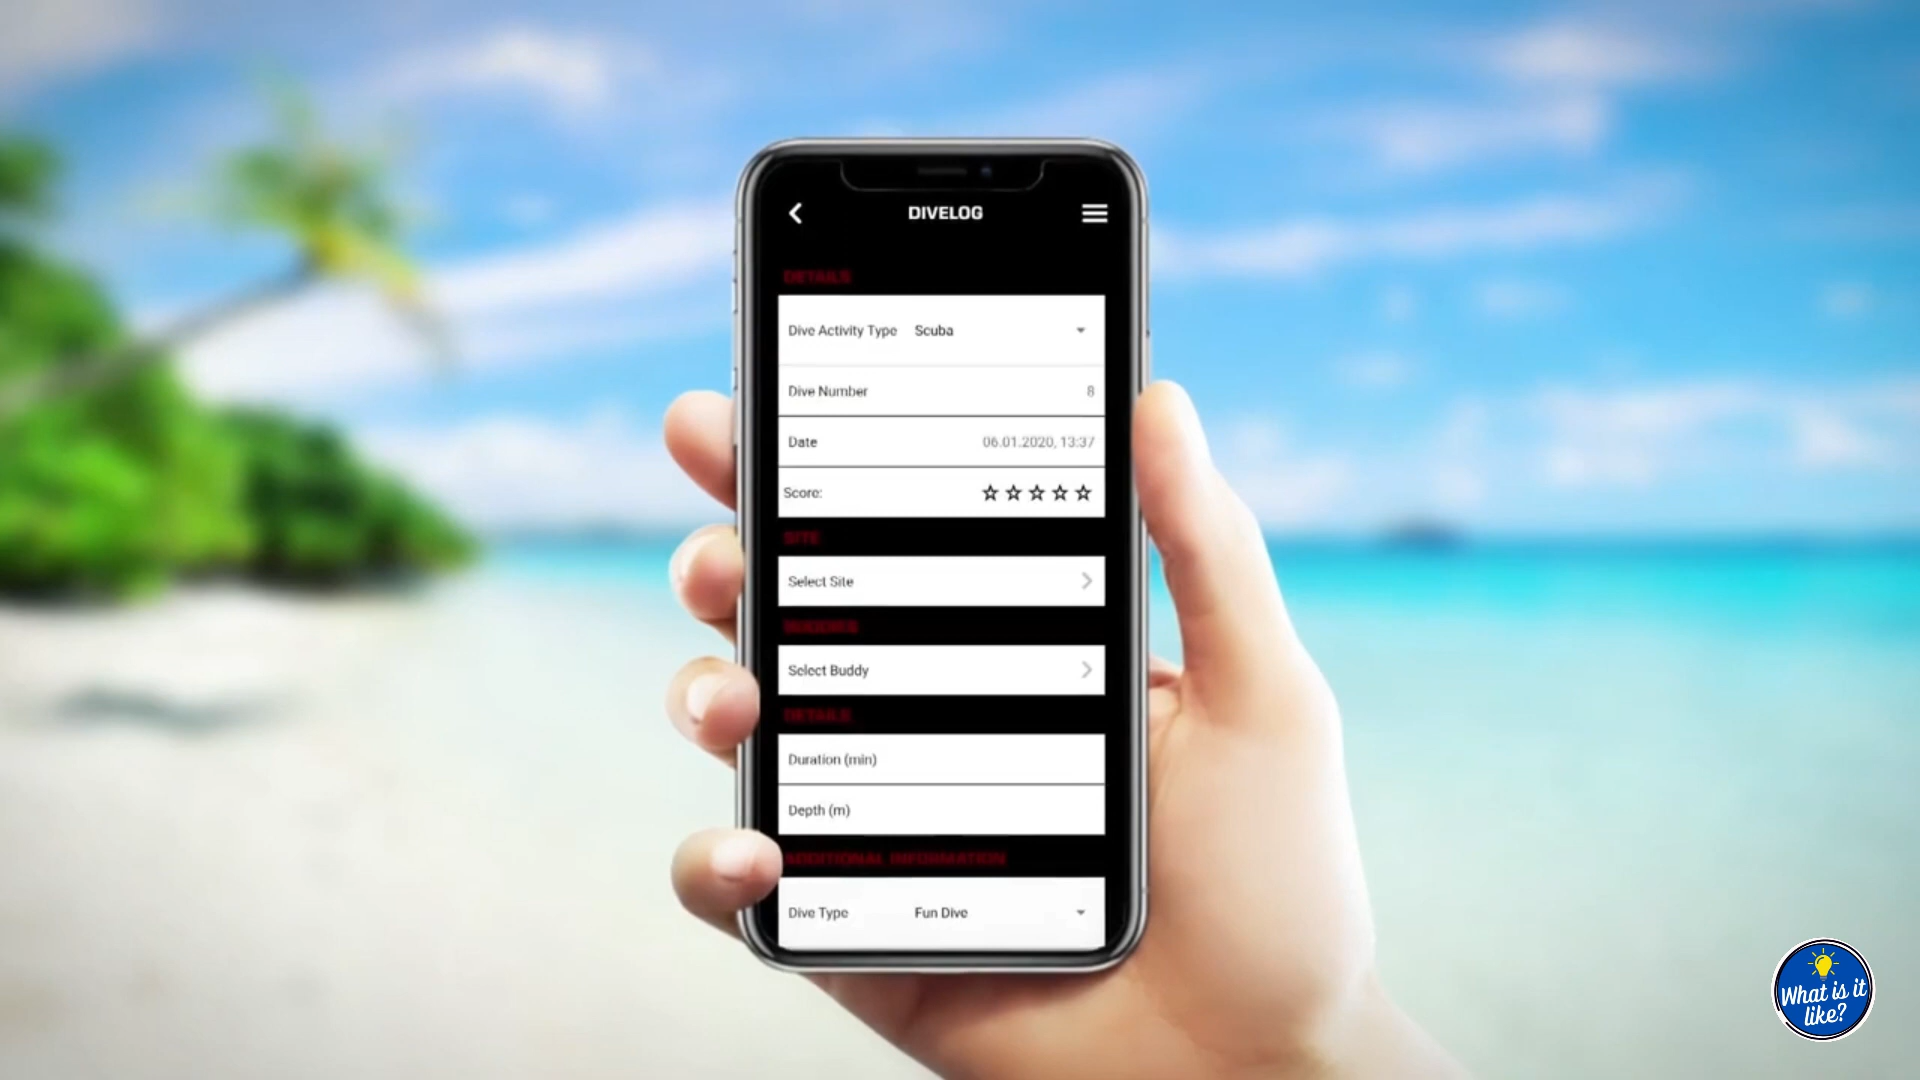 DIVELOG
DETAILS
Dive Activity Type Scuba
Dive Number 8
Date 06.01.2020, 13:37
Score:
SITE
Select Site
BUDDIES
Select Buddy
DETAILS
Duration (min)
Depth (m)
ADDITIONAL INFORMATION
Dive Type Fun Dive
What is it
like?